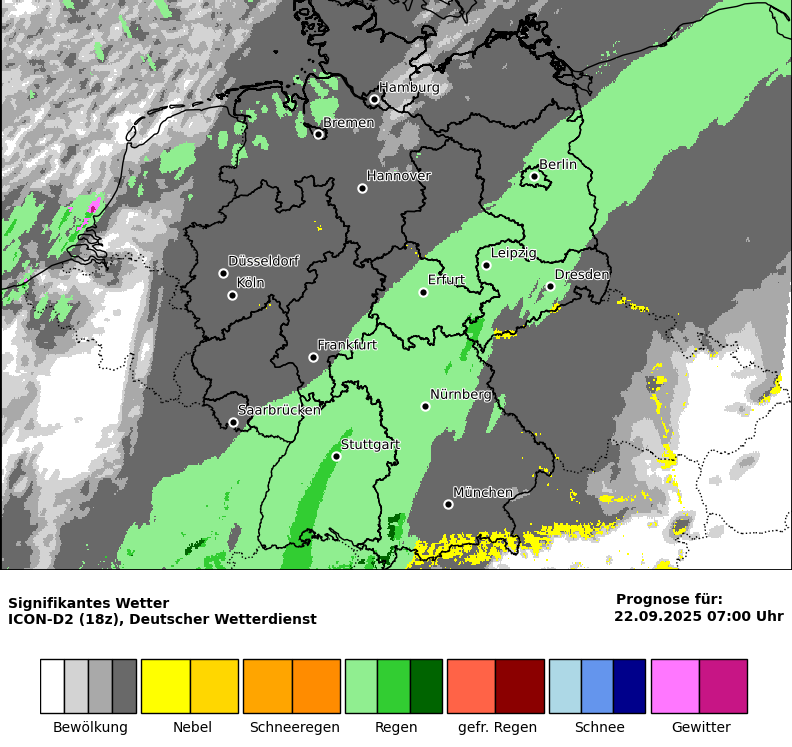 Hamburg
Bremen
Berlin
Hannover
Leipzig
Düsseldorf
Dresden
Köln
Erfurt
Frankfurt
Nürnberg
Saarbrücken
Stuttgart
München
Signifikantes Wetter
ICON-D2 (18z), Deutscher Wetterdienst
Prognose für:
22.09.2025 07:00 Uhr
Bewölkung Nebel Schneeregen Regen gefr. Regen Schnee Gewitter